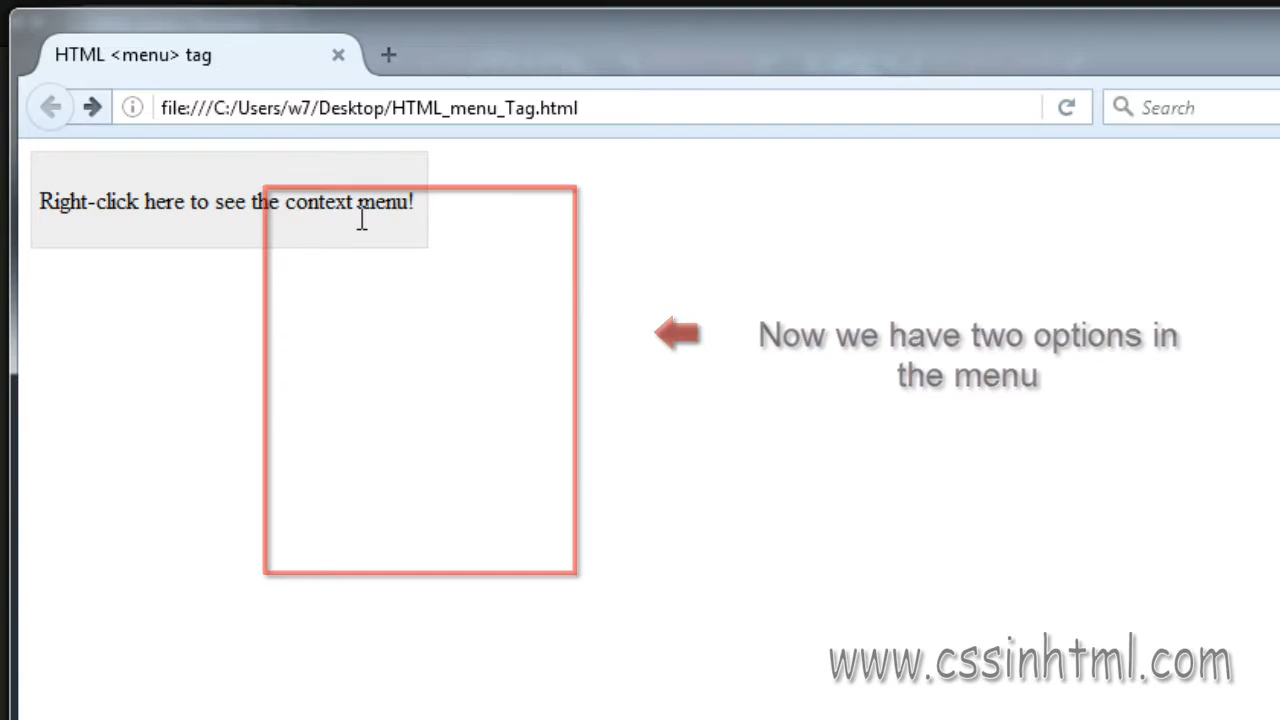 HTML <menu> tag
file:///C:/Users/w7/Desktop/HTML_menu_Tag.html
Search
Right-click here to see the context menu!
Now we have two options in
the menu
www.cssinhtml.com